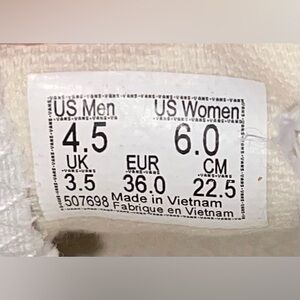 US Men US Women
4.5 6.0
UK EUR CM
3.5 36.0 22.5
507698 Made in Vietnam
Fabriqué en Vietnam